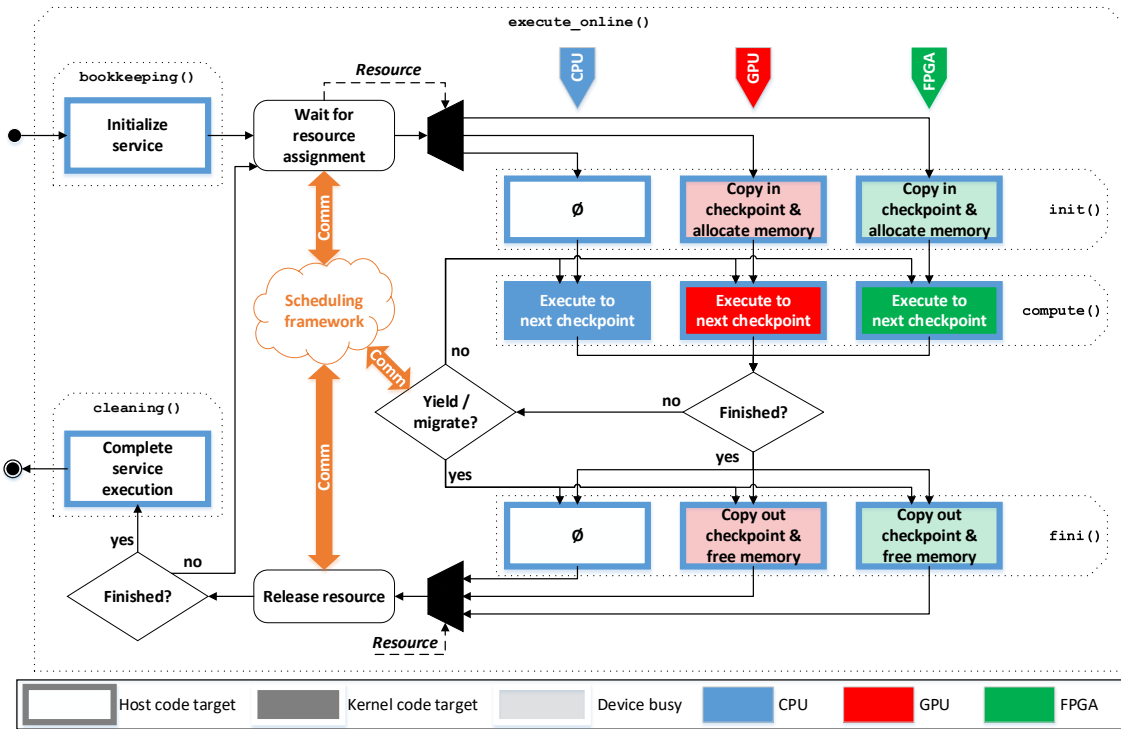 execute_online()
bookkeeping()
Resource
CPU
GPU
FPGA
Initialize
service
Wait for
resource
assignment
Comm
Ø
Copy in
checkpoint &
allocate memory
Copy in
checkpoint &
allocate memory
init()
Scheduling
framework
Execute to
next checkpoint
Execute to
next checkpoint
Execute to
next checkpoint
compute()
no
Comm
Yield /
migrate?
no
Finished?
cleaning()
Complete
service
execution
Comm
yes
yes
Ø
Copy out
checkpoint &
free memory
Copy out
checkpoint &
free memory
fini()
yes
no
Finished?
Release resource
Resource
Host code target
Kernel code target
Device busy
CPU
GPU
FPGA